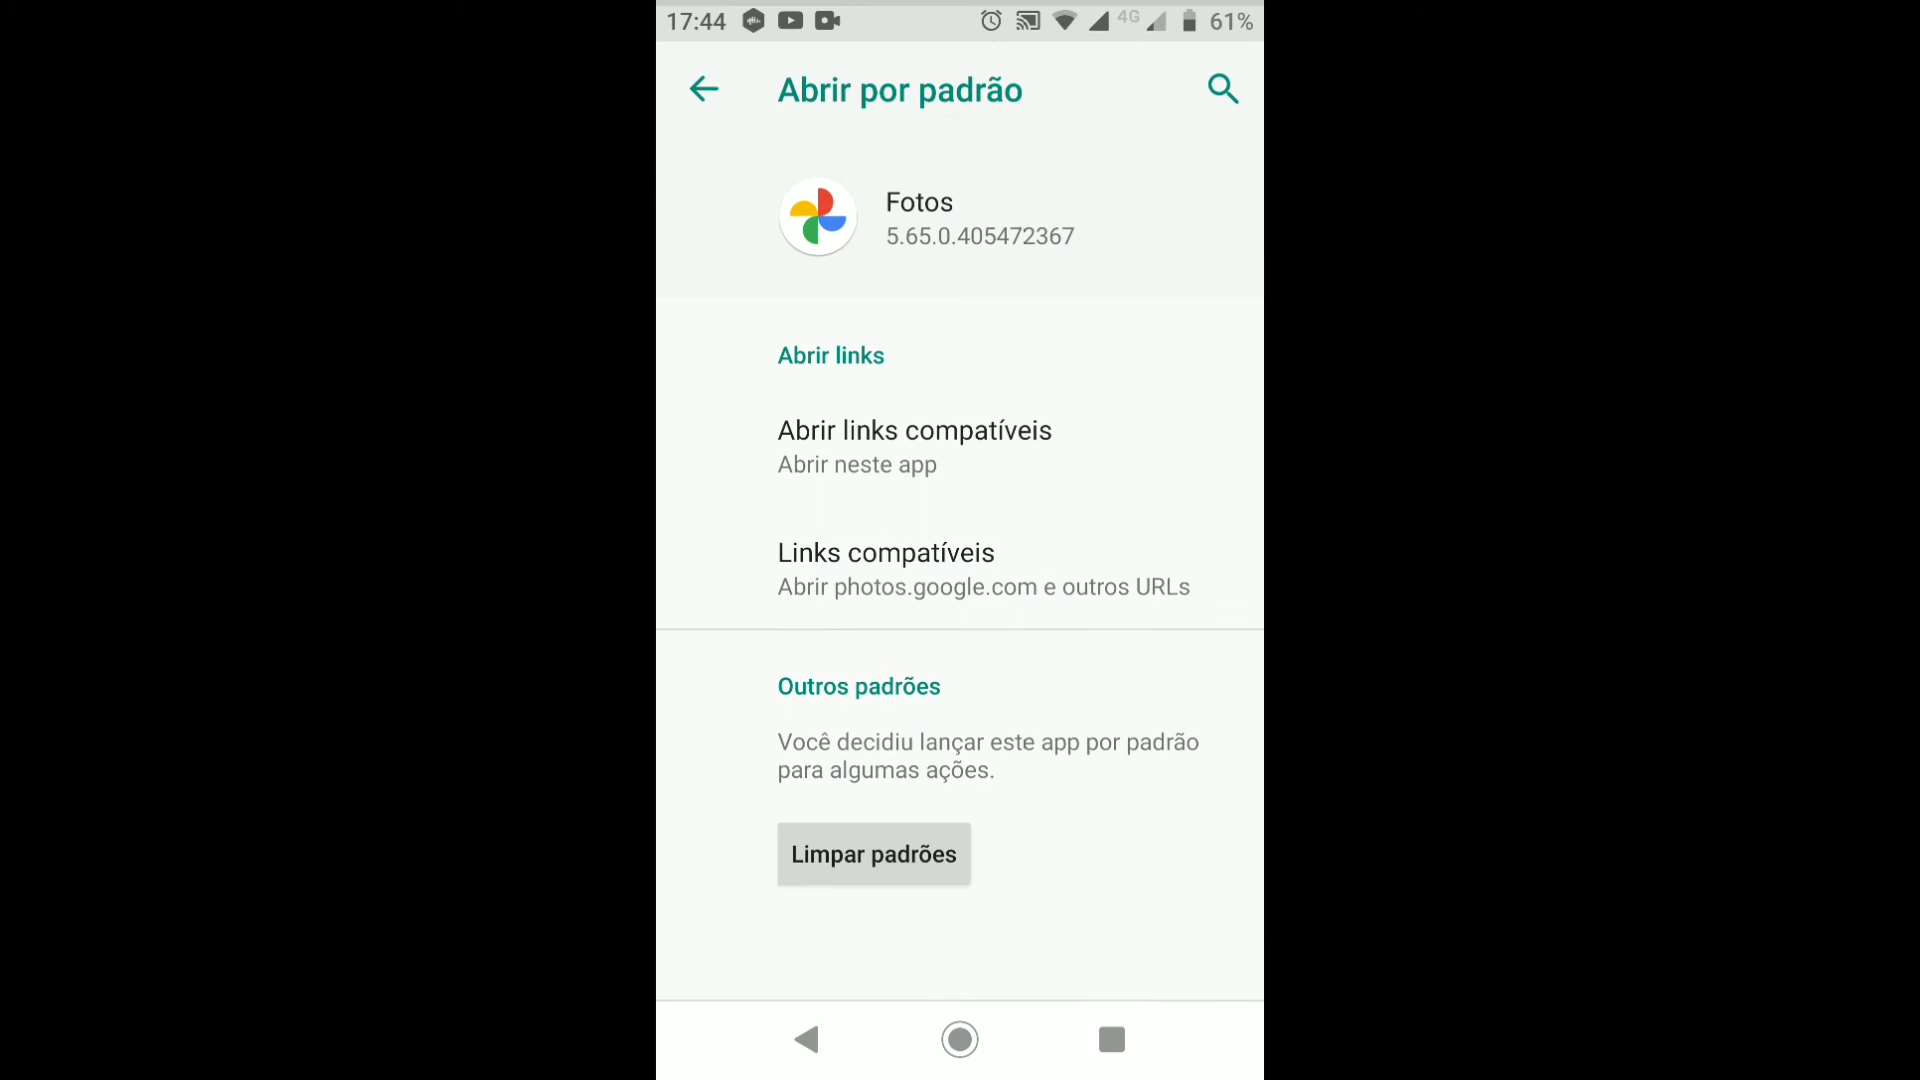 17:44 4G 61%
Abrir por padrão
Fotos
5.65.0.405472367
Abrir links
Abrir links compatíveis
Abrir neste app
Links compatíveis
Abrir photos.google.com e outros URLs
Outros padrões
Você decidiu lançar este app por padrão
para algumas ações.
Limpar padrões